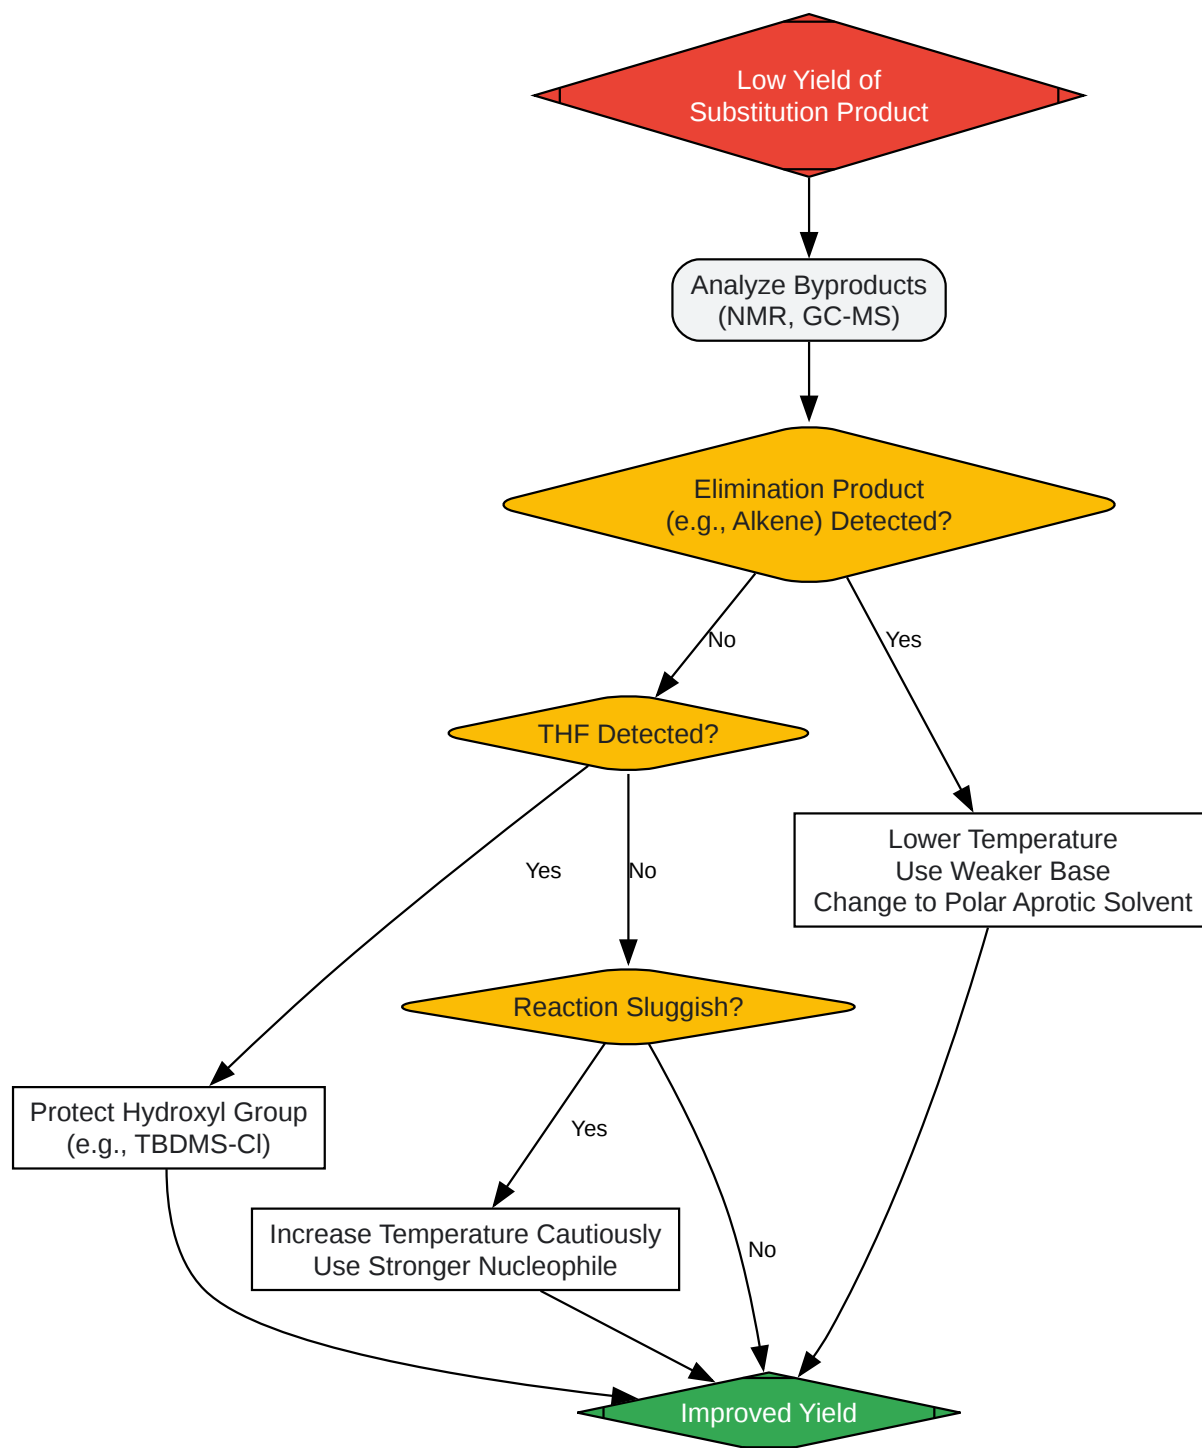 Low Yield of
Substitution Product
Analyze Byproducts
(NMR, GC-MS)
Elimination Product
(e.g., Alkene) Detected?
No
Yes
THF Detected?
Lower Temperature
Use Weaker Base
Change to Polar Aprotic Solvent
Yes
No
Reaction Sluggish?
Protect Hydroxyl Group
(e.g., TBDMS-Cl)
Yes
Increase Temperature Cautiously
Use Stronger Nucleophile
No
Improved Yield